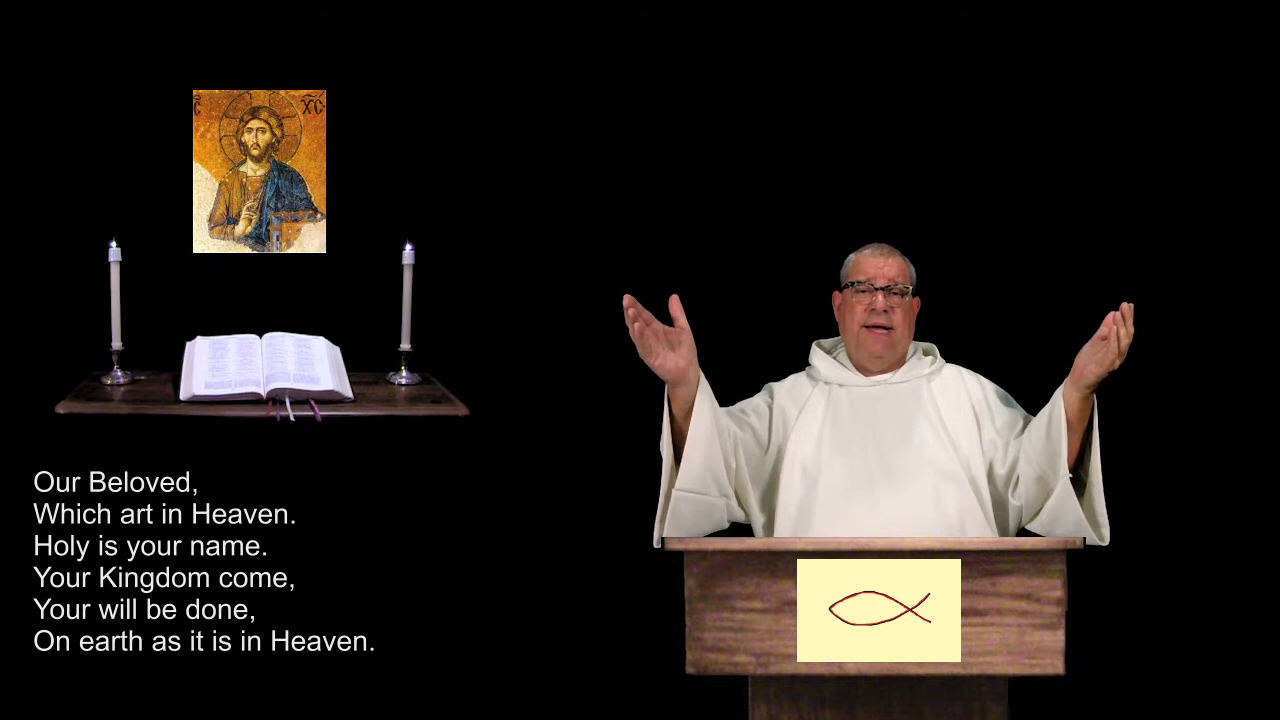 XC
Our Beloved,
Which art in Heaven.
Holy is your name.
Your Kingdom come,
Your will be done,
On earth as it is in Heaven.